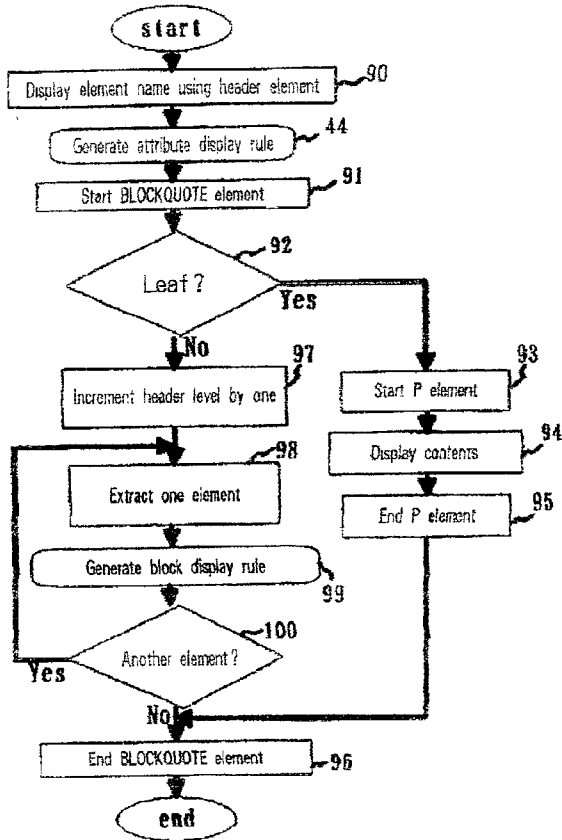 start
Display element name using header element
90
Generate attribute display rule
44
Start BLOCKQUOTE element
91
92
Leaf?
Yes
No
97
Increment header level by one
93
Start P element
98
Extract one element
94
Display contents
95
End P element
Generate block display rule
99
100
Another element?
Yes
No
End BLOCKQUOTE element
96
end